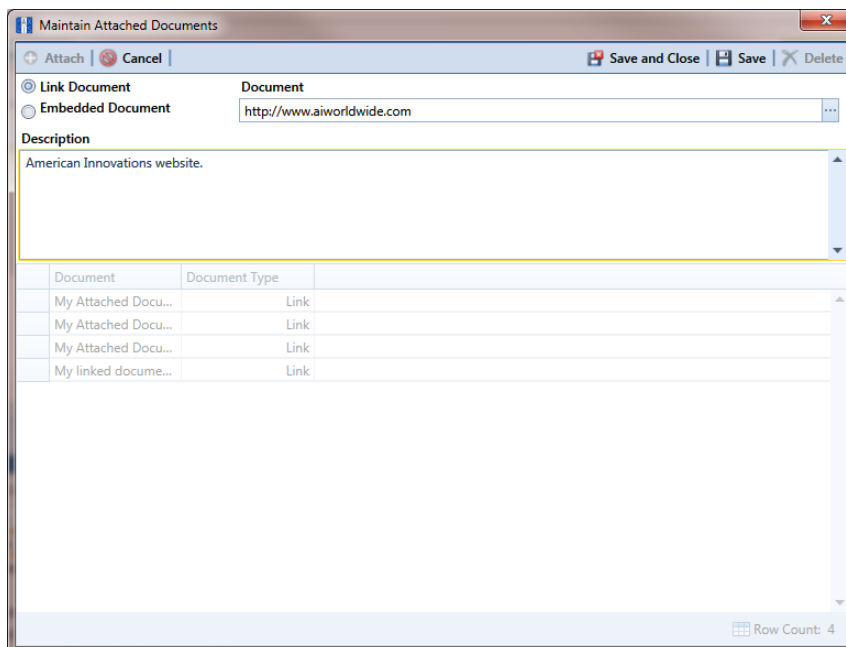 Maintain Attached Documents
Attach Cancel Save and Close Save Delete
Link Document Document
Embedded Document http://www.aiworldwide.com ...
Description
American Innovations website.
Document Document Type
My Attached Docu... Link
My Attached Docu... Link
My Attached Docu... Link
My linked docume... Link
Row Count: 4